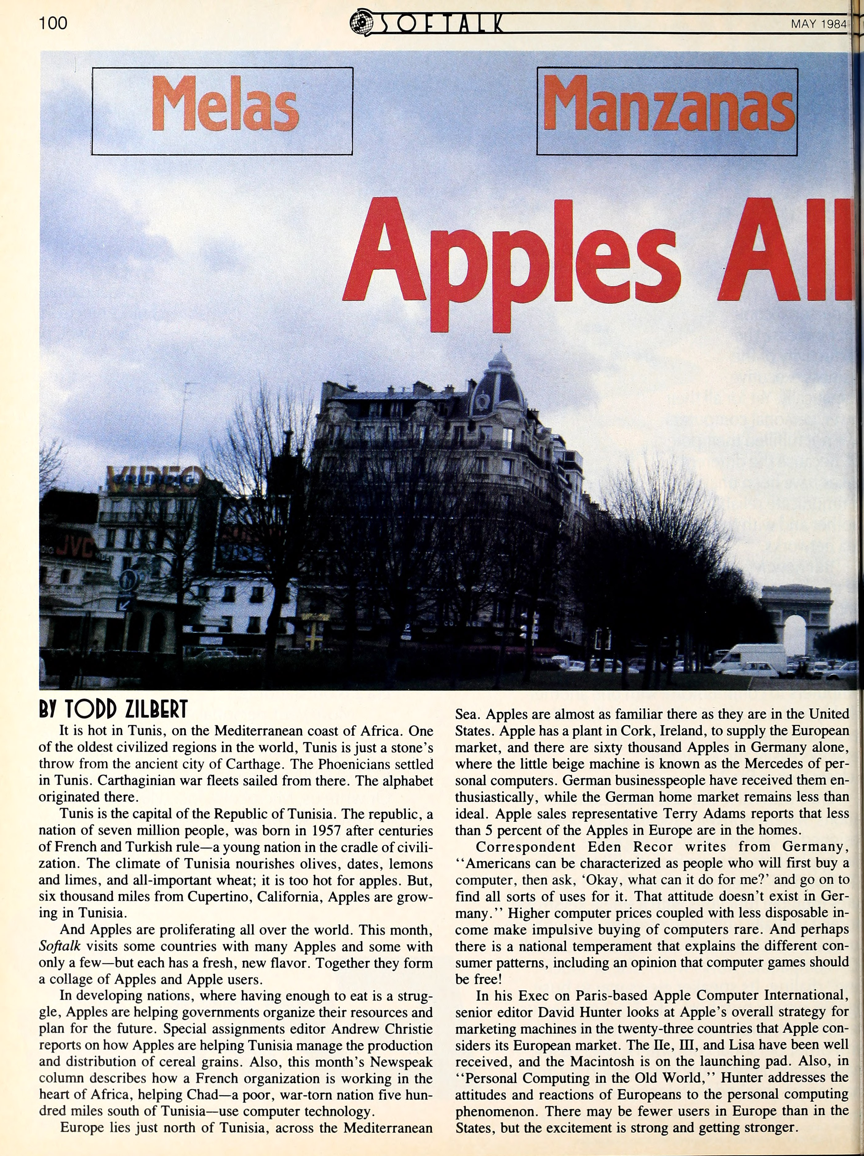 100
SOFTALK
MAY 1984
Melas
Manzanas
Apples All
VIDEO
GRUNDIG
JVC
BY TODD ZILBERT
It is hot in Tunis, on the Mediterranean coast of Africa. One
of the oldest civilized regions in the world, Tunis is just a stone's
throw from the ancient city of Carthage. The Phoenicians settled
in Tunis. Carthaginian war fleets sailed from there. The alphabet
originated there.
Tunis is the capital of the Republic of Tunisia. The republic, a
nation of seven million people, was born in 1957 after centuries
of French and Turkish rule—a young nation in the cradle of civili-
zation. The climate of Tunisia nourishes olives, dates, lemons
and limes, and all-important wheat; it is too hot for apples. But,
six thousand miles from Cupertino, California, Apples are grow-
ing in Tunisia.
And Apples are proliferating all over the world. This month,
Softalk visits some countries with many Apples and some with
only a few—but each has a fresh, new flavor. Together they form
a collage of Apples and Apple users.
In developing nations, where having enough to eat is a strug-
gle, Apples are helping governments organize their resources and
plan for the future. Special assignments editor Andrew Christie
reports on how Apples are helping Tunisia manage the production
and distribution of cereal grains. Also, this month's Newspeak
column describes how a French organization is working in the
heart of Africa, helping Chad—a poor, war-torn nation five hun-
dred miles south of Tunisia—use computer technology.
Europe lies just north of Tunisia, across the Mediterranean
Sea. Apples are almost as familiar there as they are in the United
States. Apple has a plant in Cork, Ireland, to supply the European
market, and there are sixty thousand Apples in Germany alone,
where the little beige machine is known as the Mercedes of per-
sonal computers. German businesspeople have received them en-
thusiastically, while the German home market remains less than
ideal. Apple sales representative Terry Adams reports that less
than 5 percent of the Apples in Europe are in the homes.
Correspondent Eden Recor writes from Germany,
‘‘Americans can be characterized as people who will first buy a
computer, then ask, ‘Okay, what can it do for me?’ and go on to
find all sorts of uses for it. That attitude doesn't exist in Ger-
many.’’ Higher computer prices coupled with less disposable in-
come make impulsive buying of computers rare. And perhaps
there is a national temperament that explains the different con-
sumer patterns, including an opinion that computer games should
be free!
In his Exec on Paris-based Apple Computer International,
senior editor David Hunter looks at Apple's overall strategy for
marketing machines in the twenty-three countries that Apple con-
siders its European market. The IIe, III, and Lisa have been well
received, and the Macintosh is on the launching pad. Also, in
‘‘Personal Computing in the Old World,’’ Hunter addresses the
attitudes and reactions of Europeans to the personal computing
phenomenon. There may be fewer users in Europe than in the
States, but the excitement is strong and getting stronger.